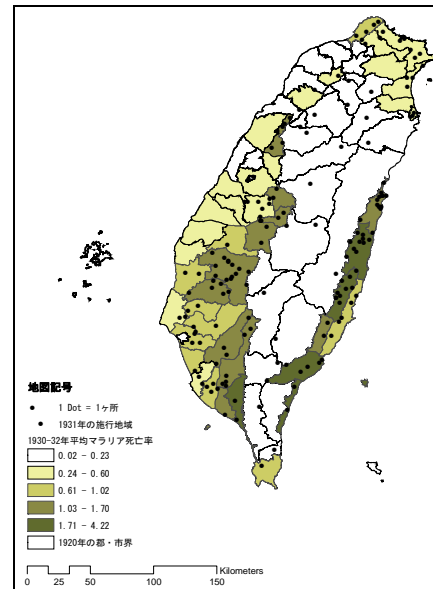 地図記号
1 Dot = 1ヶ所
1931年の施行地域
1930-32年平均マラリア死亡率
0.02 - 0.23
0.24 - 0.60
0.61 - 1.02
1.03 - 1.70
1.71 - 4.22
1920年の郡・市界
Kilometers
0 25 50 100 150